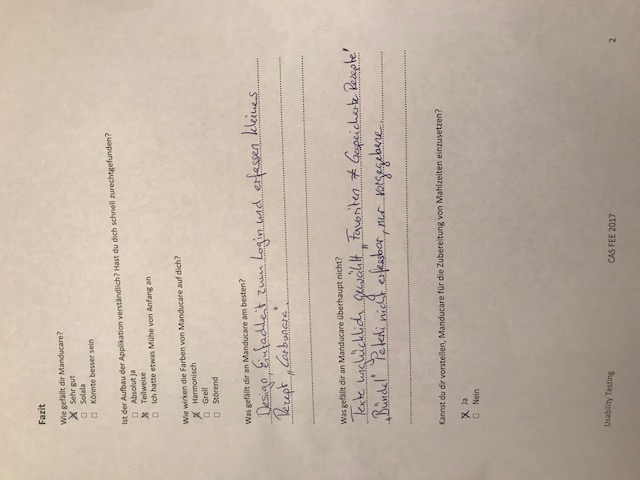 Fazit
Wie gefällt dir Manducare?
Sehr gut
Solala
Könnte besser sein
Ist der Aufbau der Applikation verständlich? Hast du dich schnell zurechtgefunden?
Absolut ja
Teilweise
Ich hatte etwas Mühe von Anfang an
Wie wirken die Farben von Manducare auf dich?
Harmonisch
Grell
Störend
Was gefällt dir an Manducare am besten?
Design, Einfachheit zum Login und erfassen kleines
Rezept „Carbonara“.
Was gefällt dir an Manducare überhaupt nicht?
Texte unglücklich gewählt „Favoriten ≠ Gespeicherte Rezepte“
„Bündel“ Peterli nicht erfassbar, nur vorgegebene
Kannst du dir vorstellen, Manducare für die Zubereitung von Mahlzeiten einzusetzen?
Ja
Nein
Usability Testing CAS FEE 2017 2